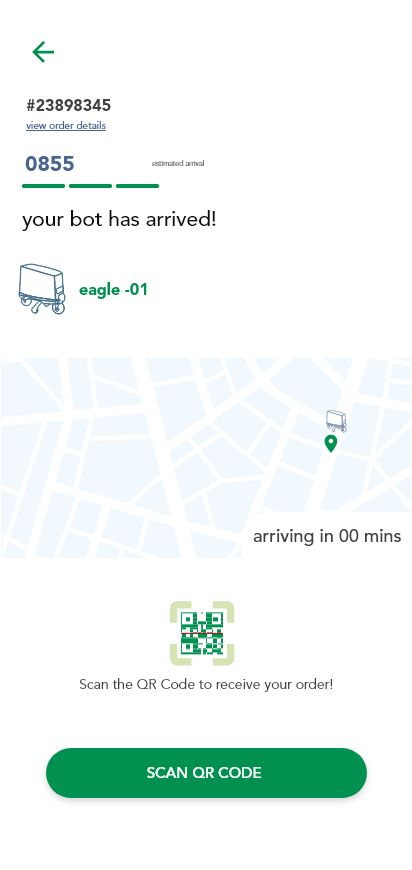 #23898345
view order details
0855
estimated arrival
your bot has arrived!
eagle -01
arriving in 00 mins
Scan the QR Code to receive your order!
SCAN QR CODE